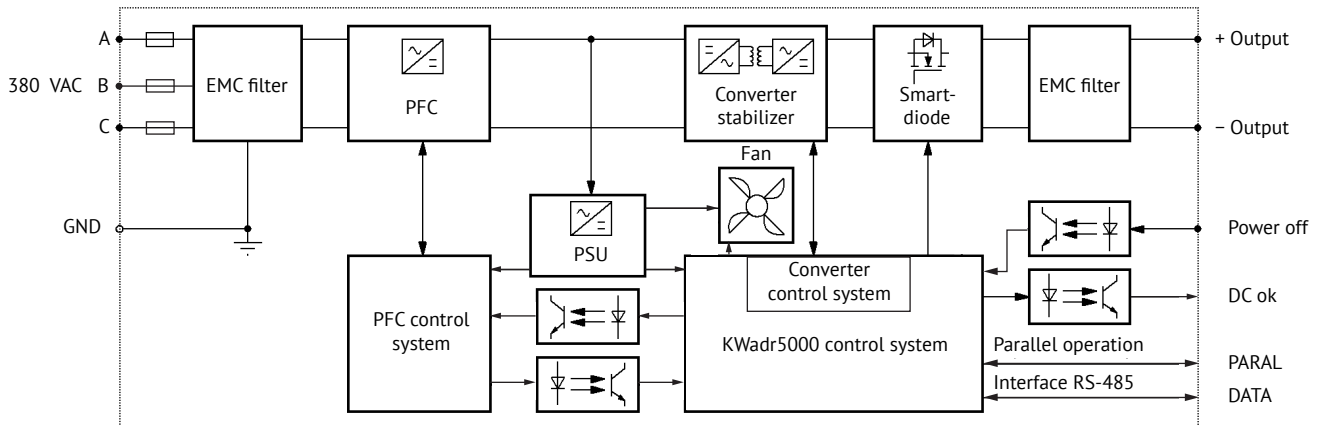 A
380 VAC B
C
GND
EMC filter
PFC
Converter
stabilizer
Smart-
diode
EMC filter
+ Output
− Output
Fan
PSU
PFC control
system
Converter
control system
KWadr5000 control system
Power off
DC ok
Parallel operation
PARAL
Interface RS-485
DATA